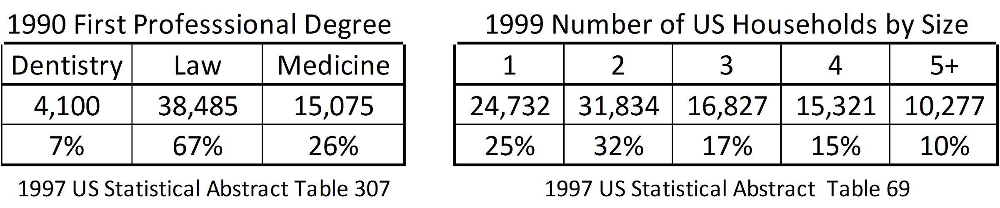 1990 First Professsional Degree
Dentistry Law Medicine
4,100 38,485 15,075
7% 67% 26%
1997 US Statistical Abstract Table 307
1999 Number of US Households by Size
1 2 3 4 5+
24,732 31,834 16,827 15,321 10,277
25% 32% 17% 15% 10%
1997 US Statistical Abstract Table 69